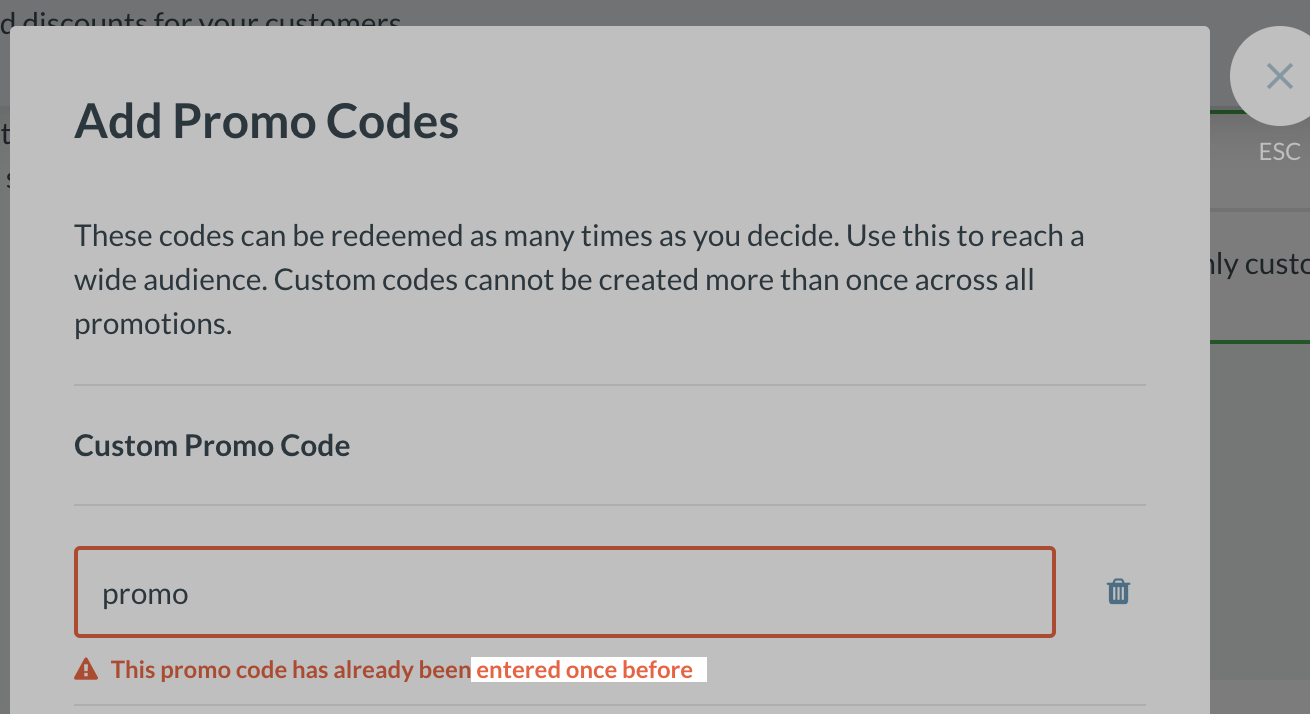 d discounts for your customers
Add Promo Codes
ESC
These codes can be redeemed as many times as you decide. Use this to reach a
wide audience. Custom codes cannot be created more than once across all
promotions.
Custom Promo Code
promo
This promo code has already been entered once before